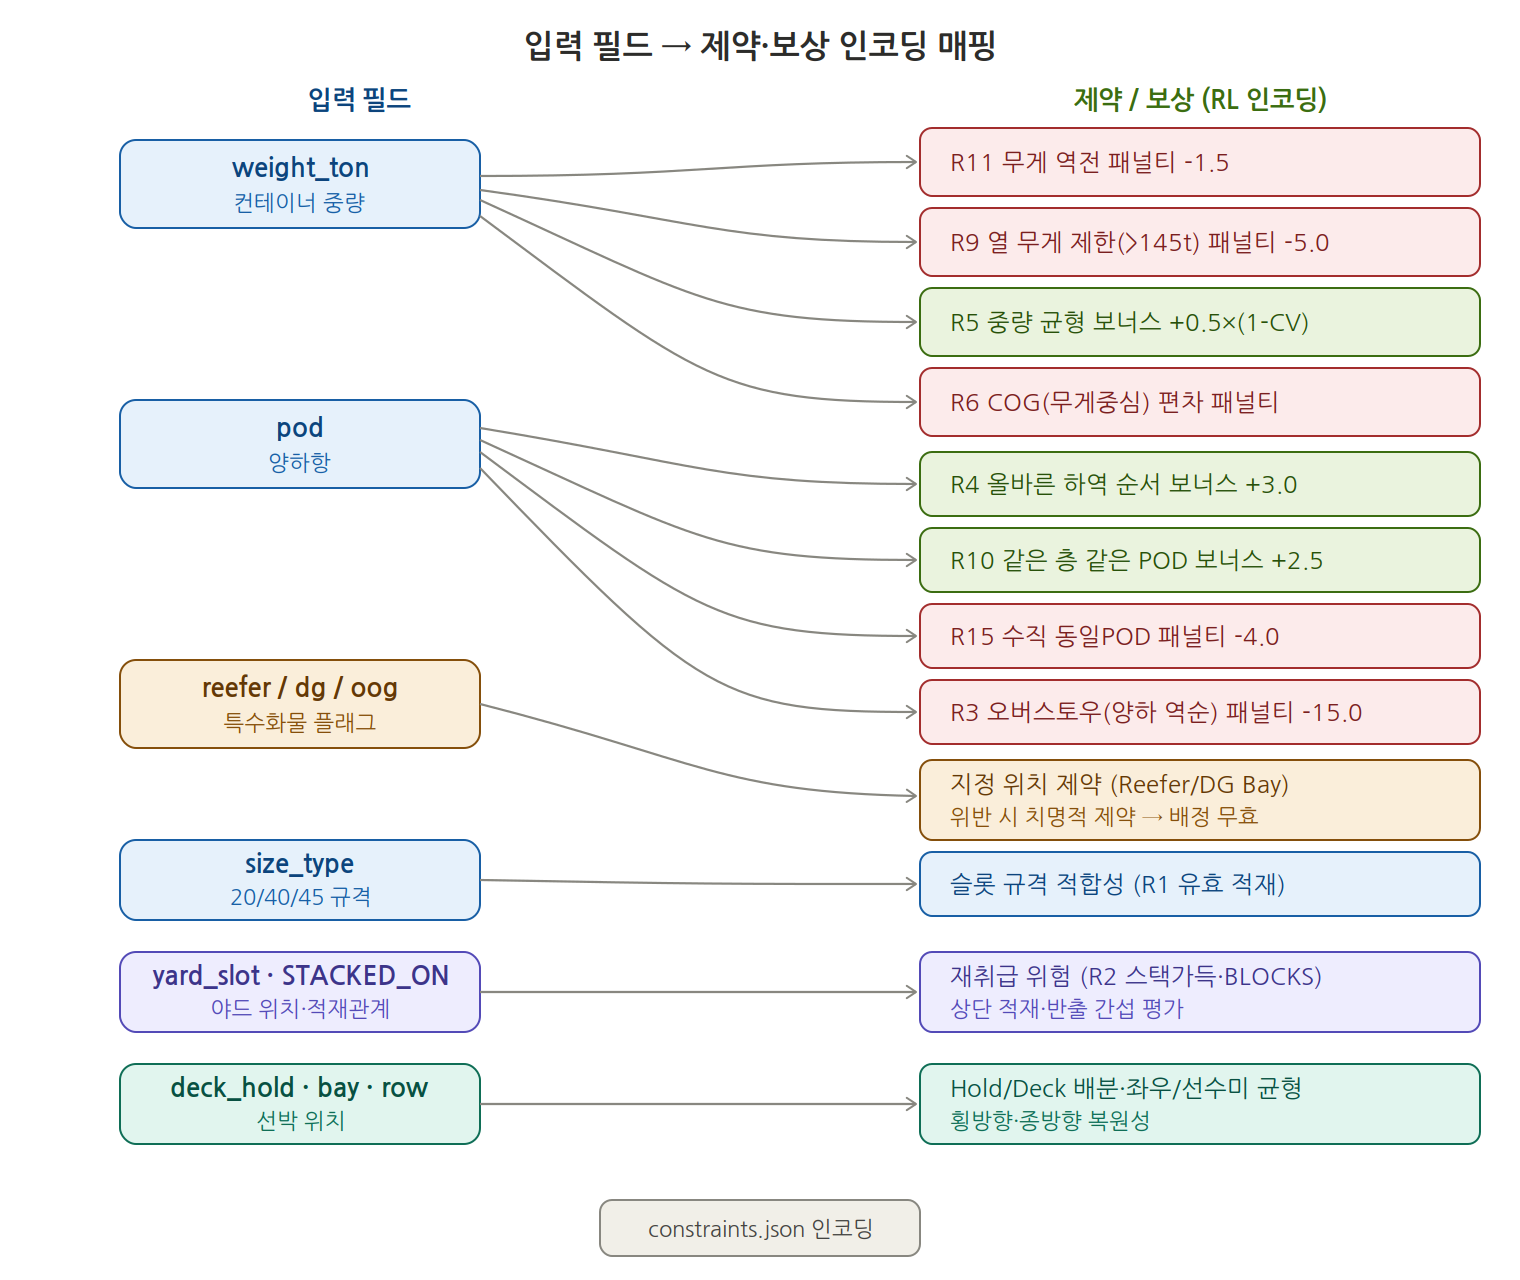 입력 필드 → 제약·보상 인코딩 매핑
입력 필드
제약 / 보상 (RL 인코딩)
weight_ton
컨테이너 중량
R11 무게 역전 패널티 -1.5
R9 열 무게 제한(>145t) 패널티 -5.0
R5 중량 균형 보너스 +0.5×(1-CV)
R6 COG(무게중심) 편차 패널티
pod
양하항
R4 올바른 하역 순서 보너스 +3.0
R10 같은 층 같은 POD 보너스 +2.5
R15 수직 동일POD 패널티 -4.0
R3 오버스토우(양하 역순) 패널티 -15.0
reefer / dg / oog
특수화물 플래그
지정 위치 제약 (Reefer/DG Bay)
위반 시 치명적 제약 → 배정 무효
size_type
20/40/45 규격
슬롯 규격 적합성 (R1 유효 적재)
yard_slot · STACKED_ON
야드 위치·적재관계
재취급 위험 (R2 스택가득·BLOCKS)
상단 적재·반출 간섭 평가
deck_hold · bay · row
선박 위치
Hold/Deck 배분·좌우/선수미 균형
횡방향·종방향 복원성
constraints.json 인코딩